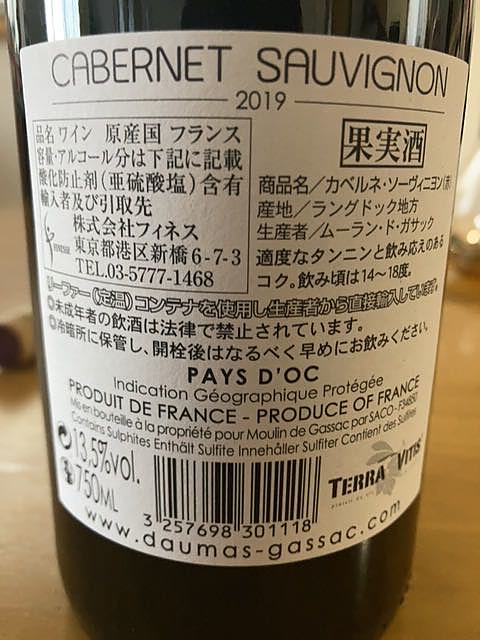 CABERNET SAUVIGNON
2019
品名 ワイン 原産国 フランス
容量・アルコール分は下記に記載
酸化防止剤（亜硫酸塩）含有
輸入者及び引取先
株式会社フィネス
FINESSE
東京都港区新橋6-7-3
TEL.03-5777-1468
果実酒
商品名／カベルネ・ソーヴィニヨン（赤）
産地／ラングドック地方
生産者／ムーラン・ド・ガサック
適度なタンニンと飲み応えのある
コク。飲み頃は14〜18度。
リーファー（定温）コンテナを使用し生産者から直接輸入しています。
◎未成年者の飲酒は法律で禁止されています。
◎冷暗所に保管し、開栓後はなるべく早めにお飲みください。
PAYS D'OC
Indication Géographique Protégée
PRODUIT DE FRANCE - PRODUCE OF FRANCE
Mis en bouteille à la propriété pour Moulin de Gassac par SACO - F34850
Contains Sulphites Enthält Sulfite Innehåller Sulfiter Contient des Sulfites
13.5%vol.
750ML
TERRA VITIS
3 257698 301118
www.daumas-gassac.com